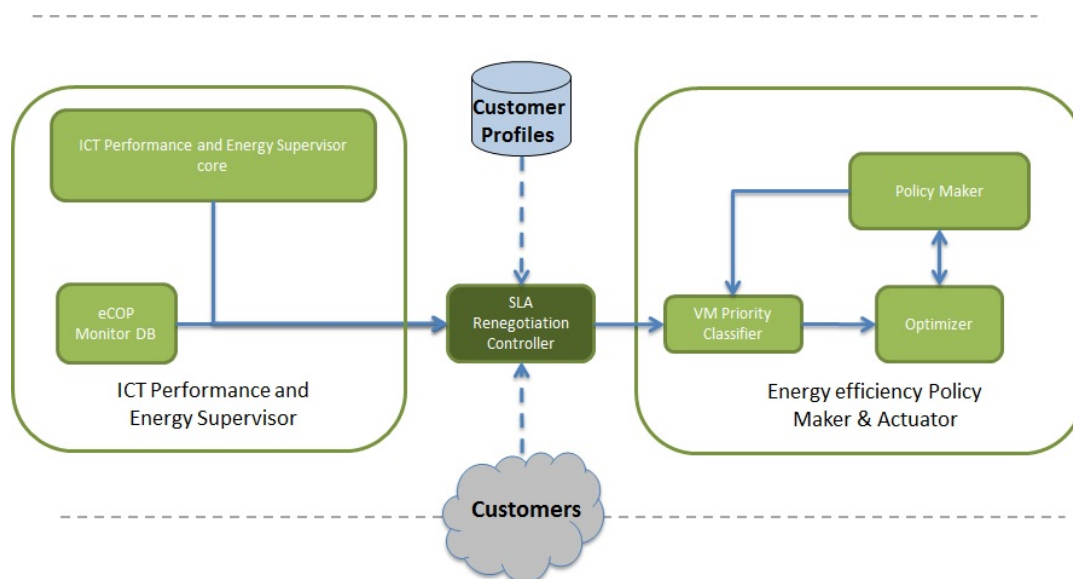 Customer
Profiles
ICT Performance and Energy Supervisor
core
Policy Maker
eCOP
Monitor DB
SLA
Renegotiation
Controller
VM Priority
Classifier
Optimizer
ICT Performance and
Energy Supervisor
Energy efficiency Policy
Maker & Actuator
Customers